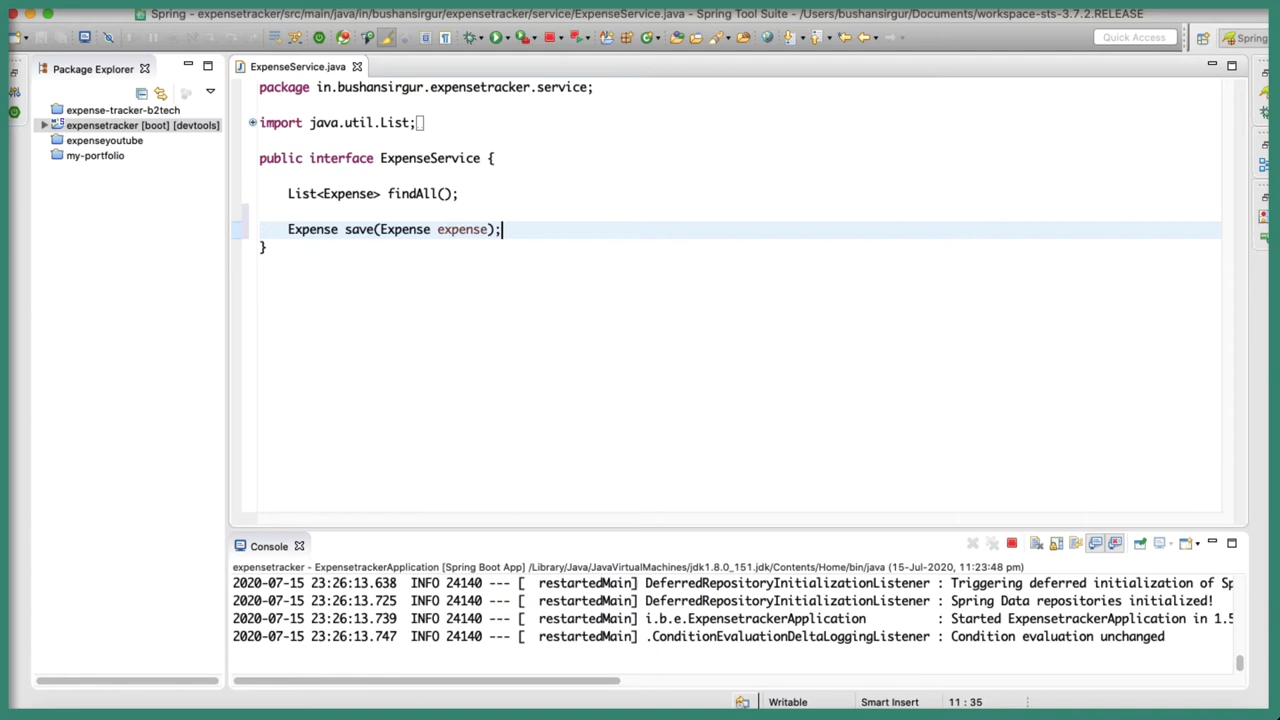 Spring - expensetracker/src/main/java/in/bushansirgur/expensetracker/service/ExpenseService.java - Spring Tool Suite - /Users/bushansirgur/Documents/workspace-sts-3.7.2.RELEASE
Quick Access
Spring
Package Explorer
expense-tracker-b2tech
expensetracker [boot] [devtools]
expenseyoutube
my-portfolio
ExpenseService.java
package in.bushansirgur.expensetracker.service;
import java.util.List;
public interface ExpenseService {
List<Expense> findAll();
Expense save(Expense expense);
}
Console
expensetracker - ExpensetrackerApplication [Spring Boot App] /Library/Java/JavaVirtualMachines/jdk1.8.0_151.jdk/Contents/Home/bin/java (15-Jul-2020, 11:23:48 pm)
2020-07-15 23:26:13.638 INFO 24140 --- [ restartedMain] DeferredRepositoryInitializationListener : Triggering deferred initialization of Sp
2020-07-15 23:26:13.725 INFO 24140 --- [ restartedMain] DeferredRepositoryInitializationListener : Spring Data repositories initialized!
2020-07-15 23:26:13.739 INFO 24140 --- [ restartedMain] i.b.e.ExpensetrackerApplication : Started ExpensetrackerApplication in 1.5
2020-07-15 23:26:13.747 INFO 24140 --- [ restartedMain] .ConditionEvaluationDeltaLoggingListener : Condition evaluation unchanged
Writable
Smart Insert
11 : 35